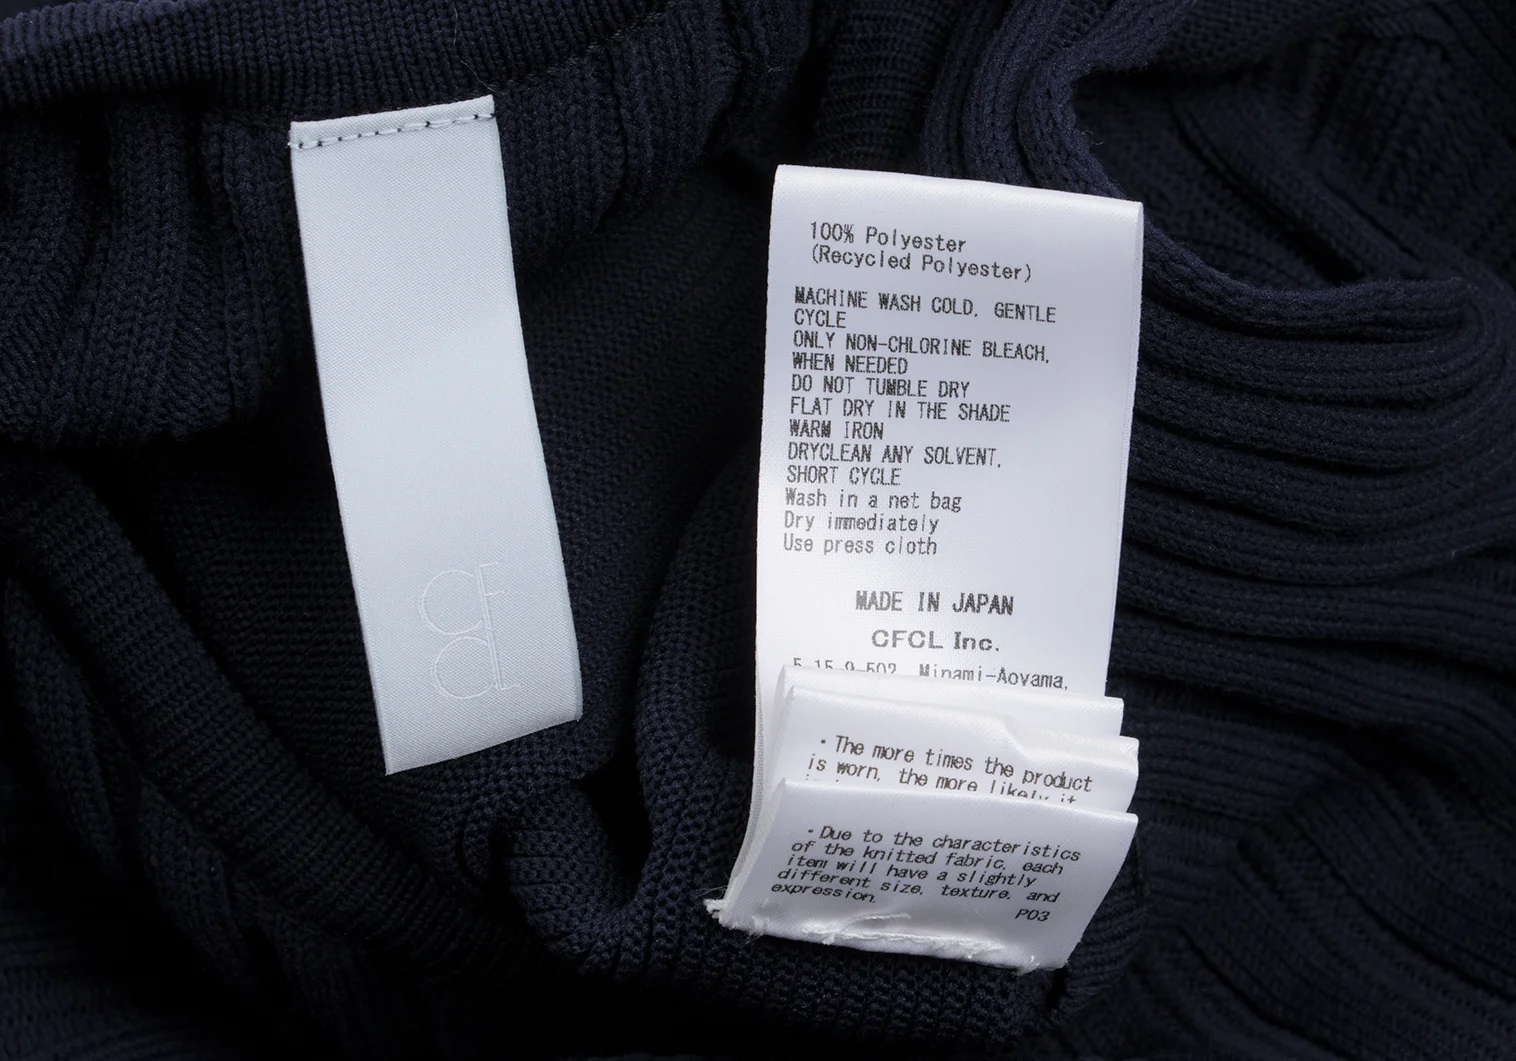 100% Polyester
(Recycled Polyester)
MACHINE WASH COLD, GENTLE
CYCLE
ONLY NON-CHLORINE BLEACH,
WHEN NEEDED
DO NOT TUMBLE DRY
FLAT DRY IN THE SHADE
WARM IRON
DRYCLEAN ANY SOLVENT,
SHORT CYCLE
Wash in a net bag
Dry immediately
Use press cloth
MADE IN JAPAN
CFCL Inc.
Minami-Aoyama,
・The more times the product
is worn, the more likely it
・Due to the characteristics
of the knitted fabric, each
item will have a slightly
different size, texture, and
expression.
P03
CF
CL